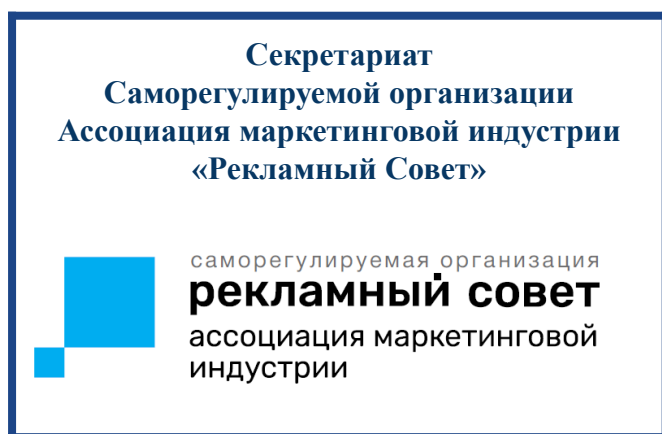 Секретариат
Саморегулируемой организации
Ассоциация маркетинговой индустрии
«Рекламный Совет»
саморегулируемая организация
рекламный совет
ассоциация маркетинговой
индустрии